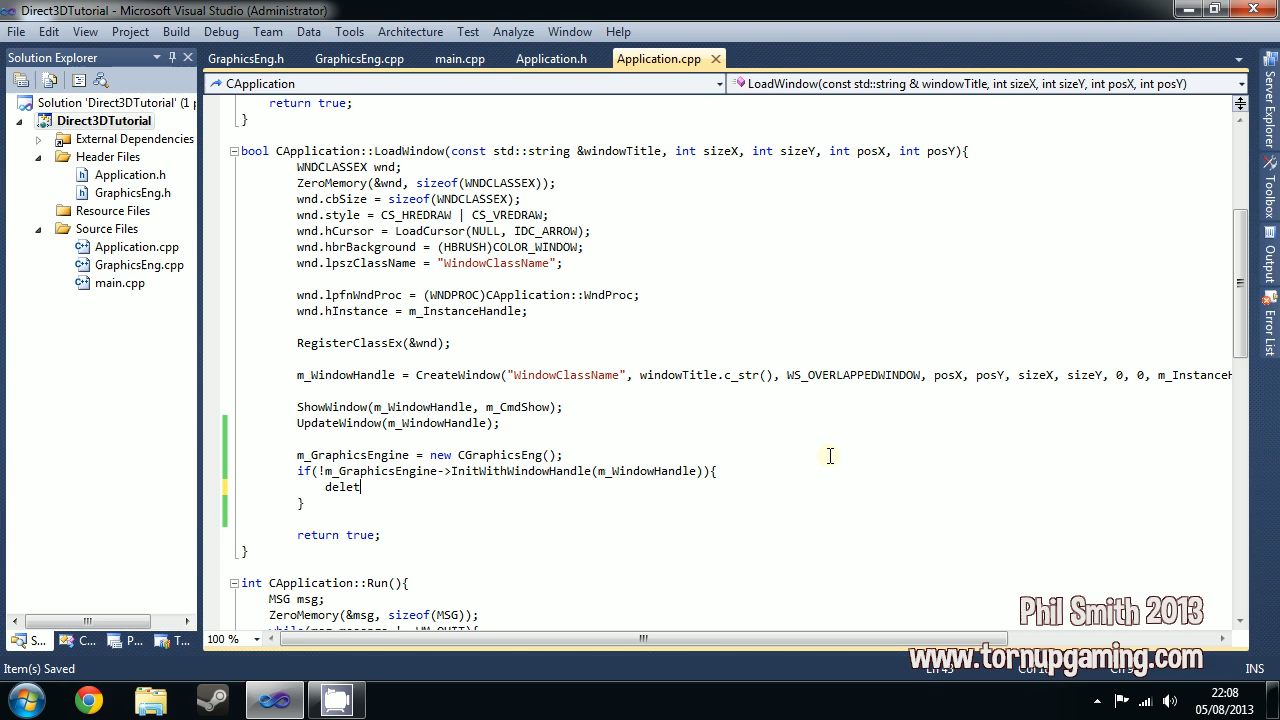 Direct3DTutorial - Microsoft Visual Studio (Administrator)
File Edit View Project Build Debug Team Data Tools Architecture Test Analyze Window Help
Solution Explorer
GraphicsEng.h GraphicsEng.cpp main.cpp Application.h Application.cpp
CApplication
LoadWindow(const std::string & windowTitle, int sizeX, int sizeY, int posX, int posY)
Solution 'Direct3DTutorial' (1 p
Direct3DTutorial
External Dependencies
Header Files
Application.h
GraphicsEng.h
Resource Files
Source Files
Application.cpp
GraphicsEng.cpp
main.cpp
return true;
}
bool CApplication::LoadWindow(const std::string &windowTitle, int sizeX, int sizeY, int posX, int posY){
WNDCLASSEX wnd;
ZeroMemory(&wnd, sizeof(WNDCLASSEX));
wnd.cbSize = sizeof(WNDCLASSEX);
wnd.style = CS_HREDRAW | CS_VREDRAW;
wnd.hCursor = LoadCursor(NULL, IDC_ARROW);
wnd.hbrBackground = (HBRUSH)COLOR_WINDOW;
wnd.lpszClassName = "WindowClassName";
wnd.lpfnWndProc = (WNDPROC)CApplication::WndProc;
wnd.hInstance = m_InstanceHandle;
RegisterClassEx(&wnd);
m_WindowHandle = CreateWindow("WindowClassName", windowTitle.c_str(), WS_OVERLAPPEDWINDOW, posX, posY, sizeX, sizeY, 0, 0, m_InstanceH
ShowWindow(m_WindowHandle, m_CmdShow);
UpdateWindow(m_WindowHandle);
m_GraphicsEngine = new CGraphicsEng();
if(!m_GraphicsEngine->InitWithWindowHandle(m_WindowHandle)){
delet
}
return true;
}
int CApplication::Run(){
MSG msg;
ZeroMemory(&msg, sizeof(MSG));
Server Explorer
Toolbox
Output
Error List
100 %
S... C... P... T...
Phil Smith 2013
www.tornupgaming.com
Item(s) Saved
INS
22:08
05/08/2013